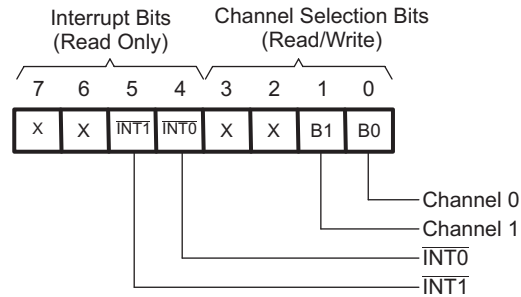 Interrupt Bits
(Read Only)
Channel Selection Bits
(Read/Write)
7 6 5 4 3 2 1 0
X X INT1 INT0 X X B1 B0
Channel 0
Channel 1
INT0
INT1